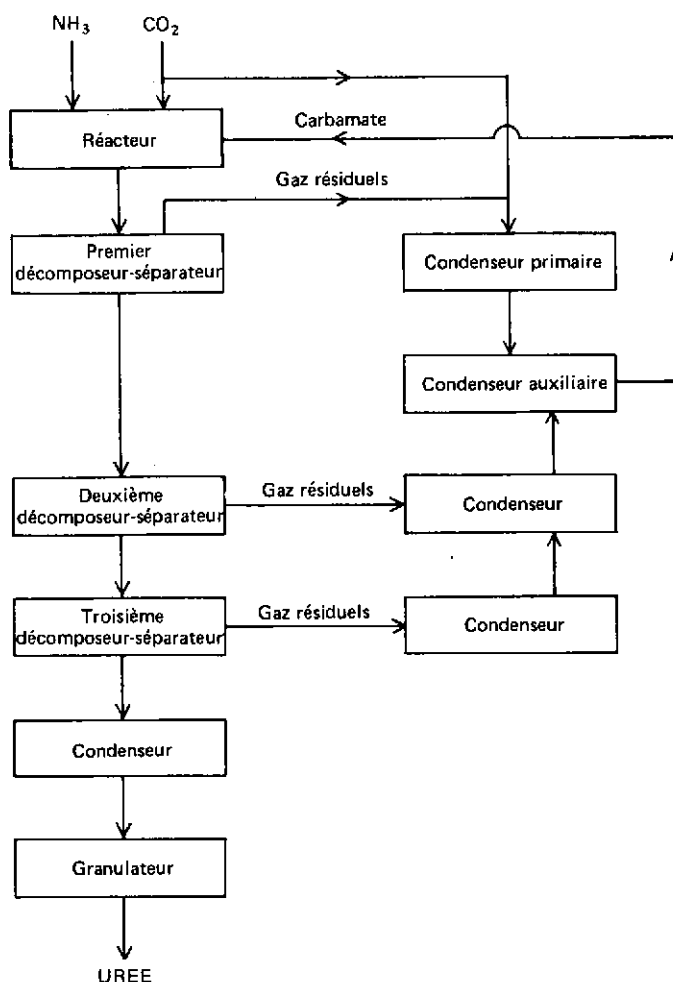 NH3 CO2
Carbamate
Réacteur
Gaz résiduels
Premier
décomposeur-séparateur
Condenseur primaire
Condenseur auxiliaire
Gaz résiduels
Deuxième
décomposeur-séparateur
Condenseur
Gaz résiduels
Troisième
décomposeur-séparateur
Condenseur
Condenseur
Granulateur
UREE